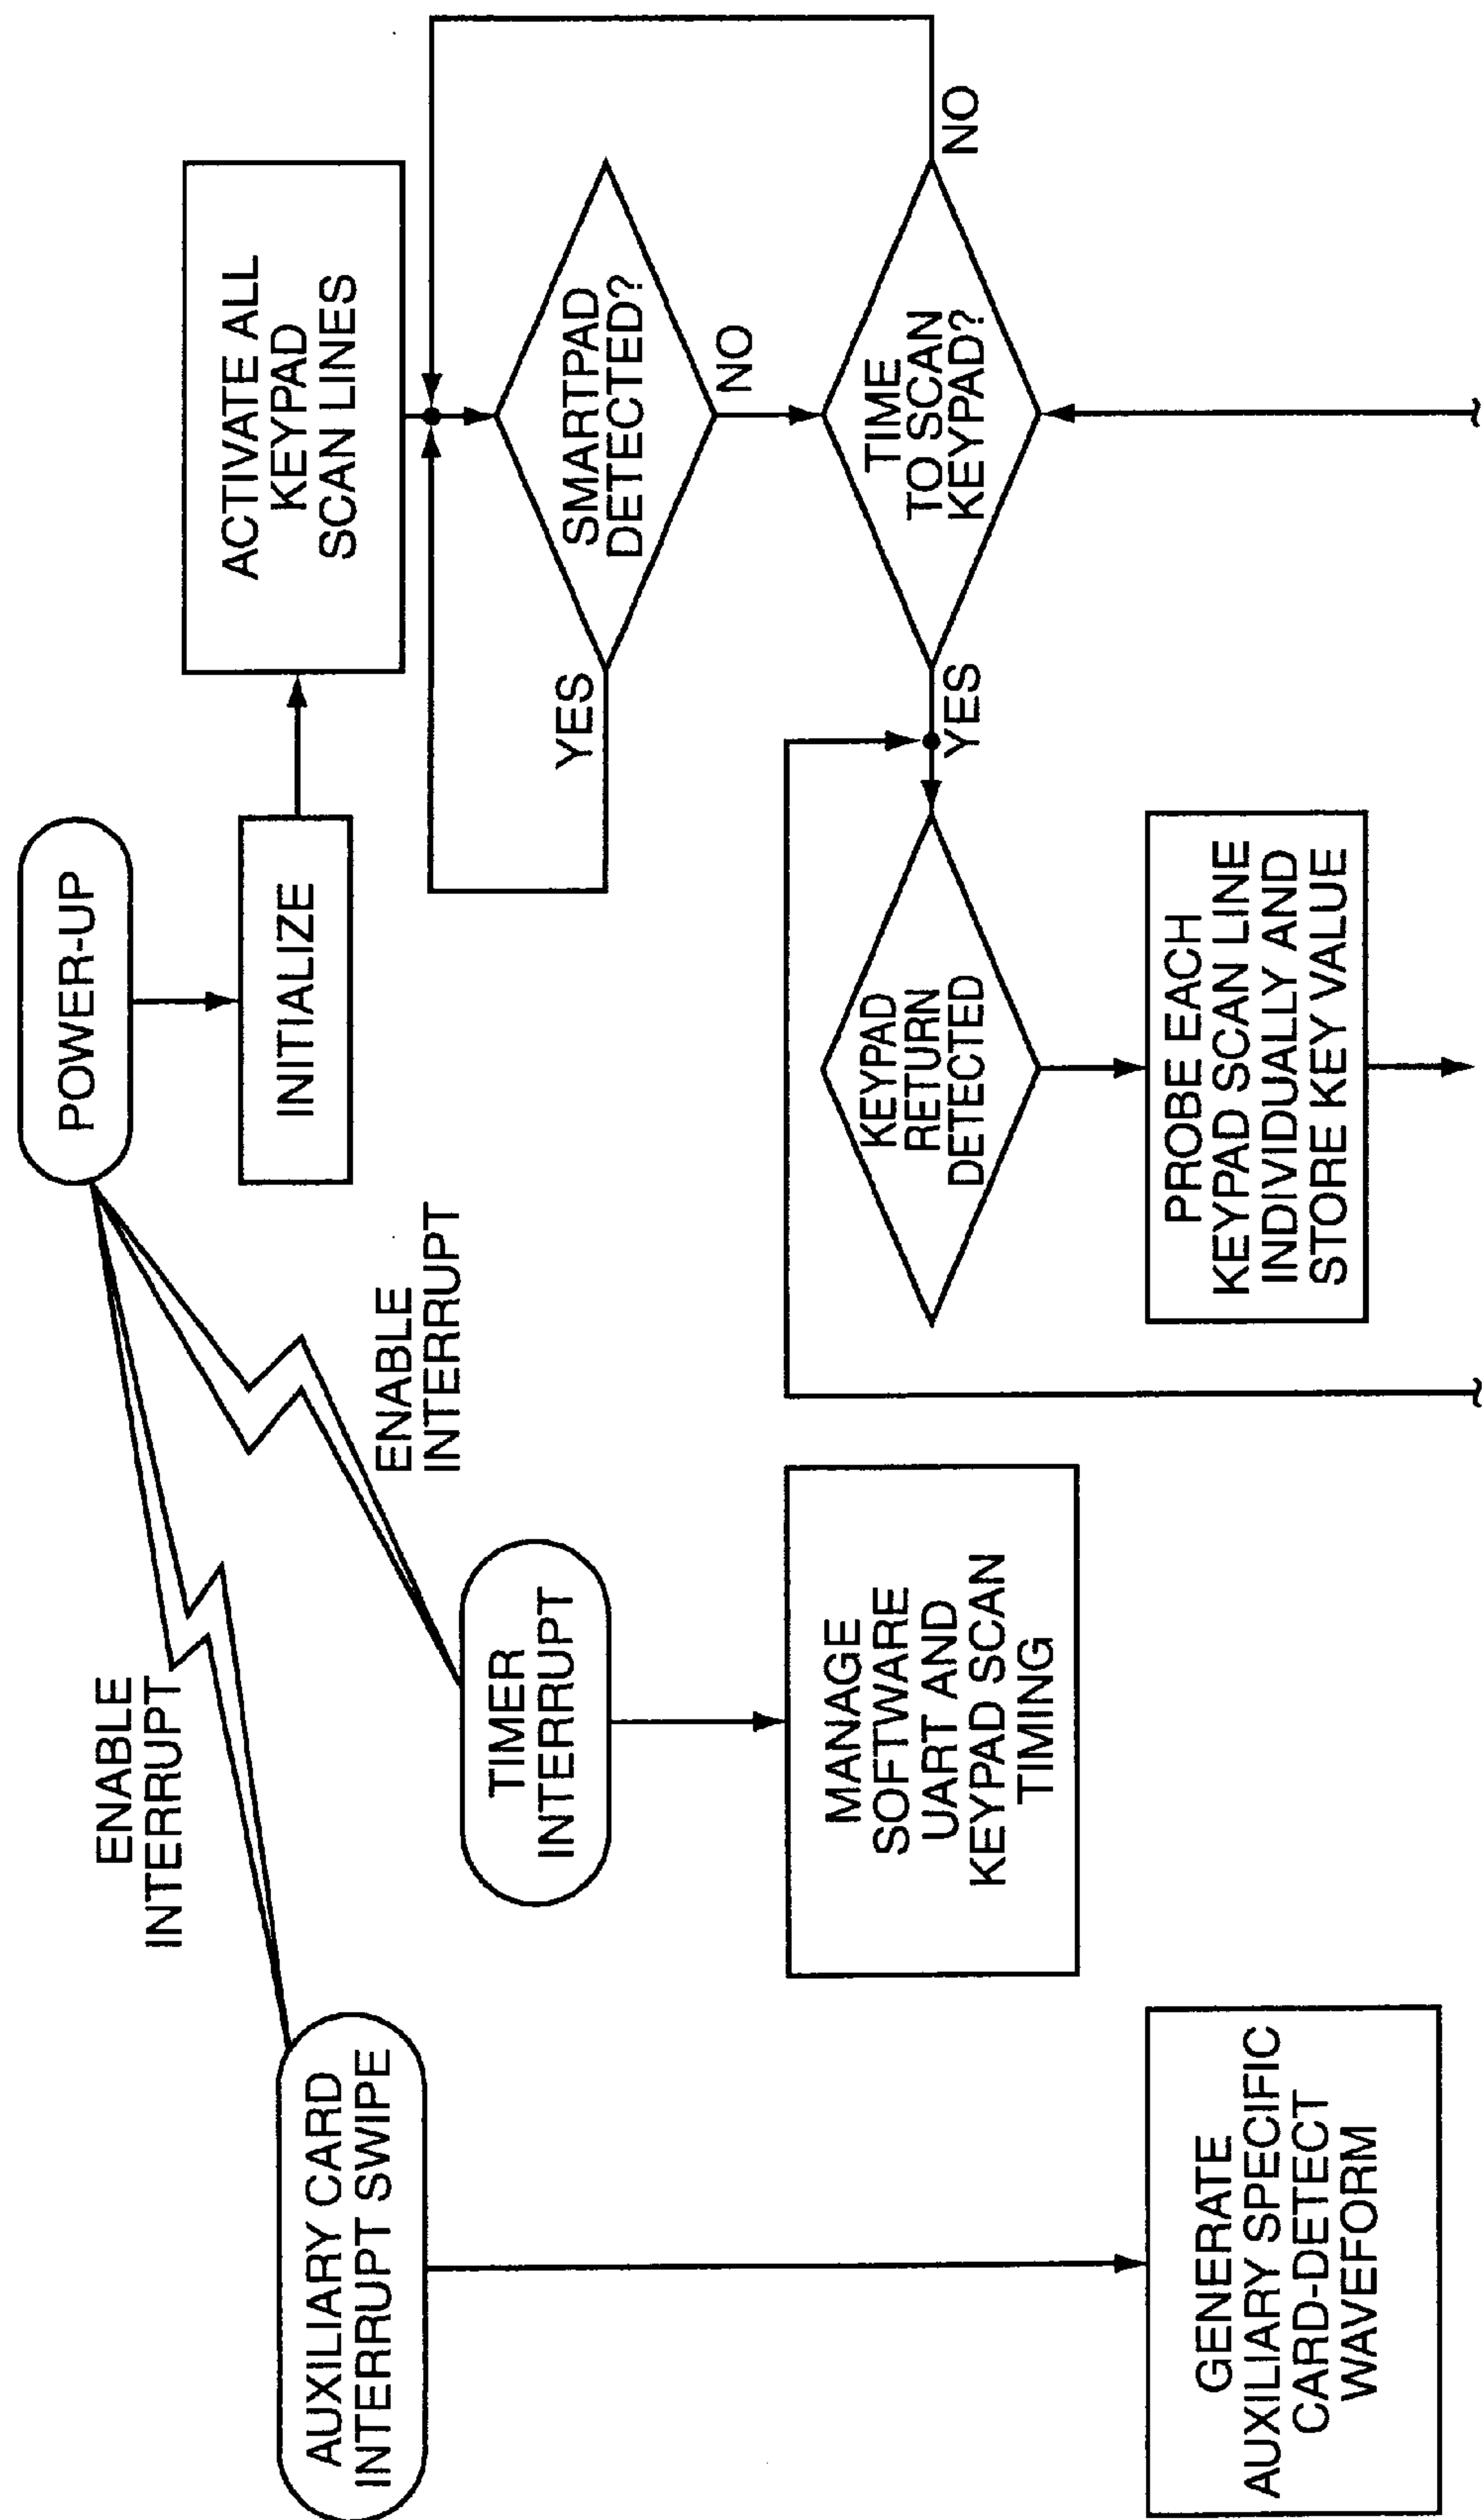 POWER-UP
ENABLE
INTERRUPT
ENABLE
INTERRUPT
INITIALIZE
ACTIVATE ALL
KEYPAD
SCAN LINES
AUXILIARY CARD
INTERRUPT SWIPE
TIMER
INTERRUPT
SMARTPAD
DETECTED?
YES
NO
MANAGE
SOFTWARE
UART AND
KEYPAD SCAN
TIMING
KEYPAD
RETURN
DETECTED
YES
TIME
TO SCAN
KEYPAD?
NO
GENERATE
AUXILIARY SPECIFIC
CARD-DETECT
WAVEFORM
PROBE EACH
KEYPAD SCAN LINE
INDIVIDUALLY AND
STORE KEY VALUE